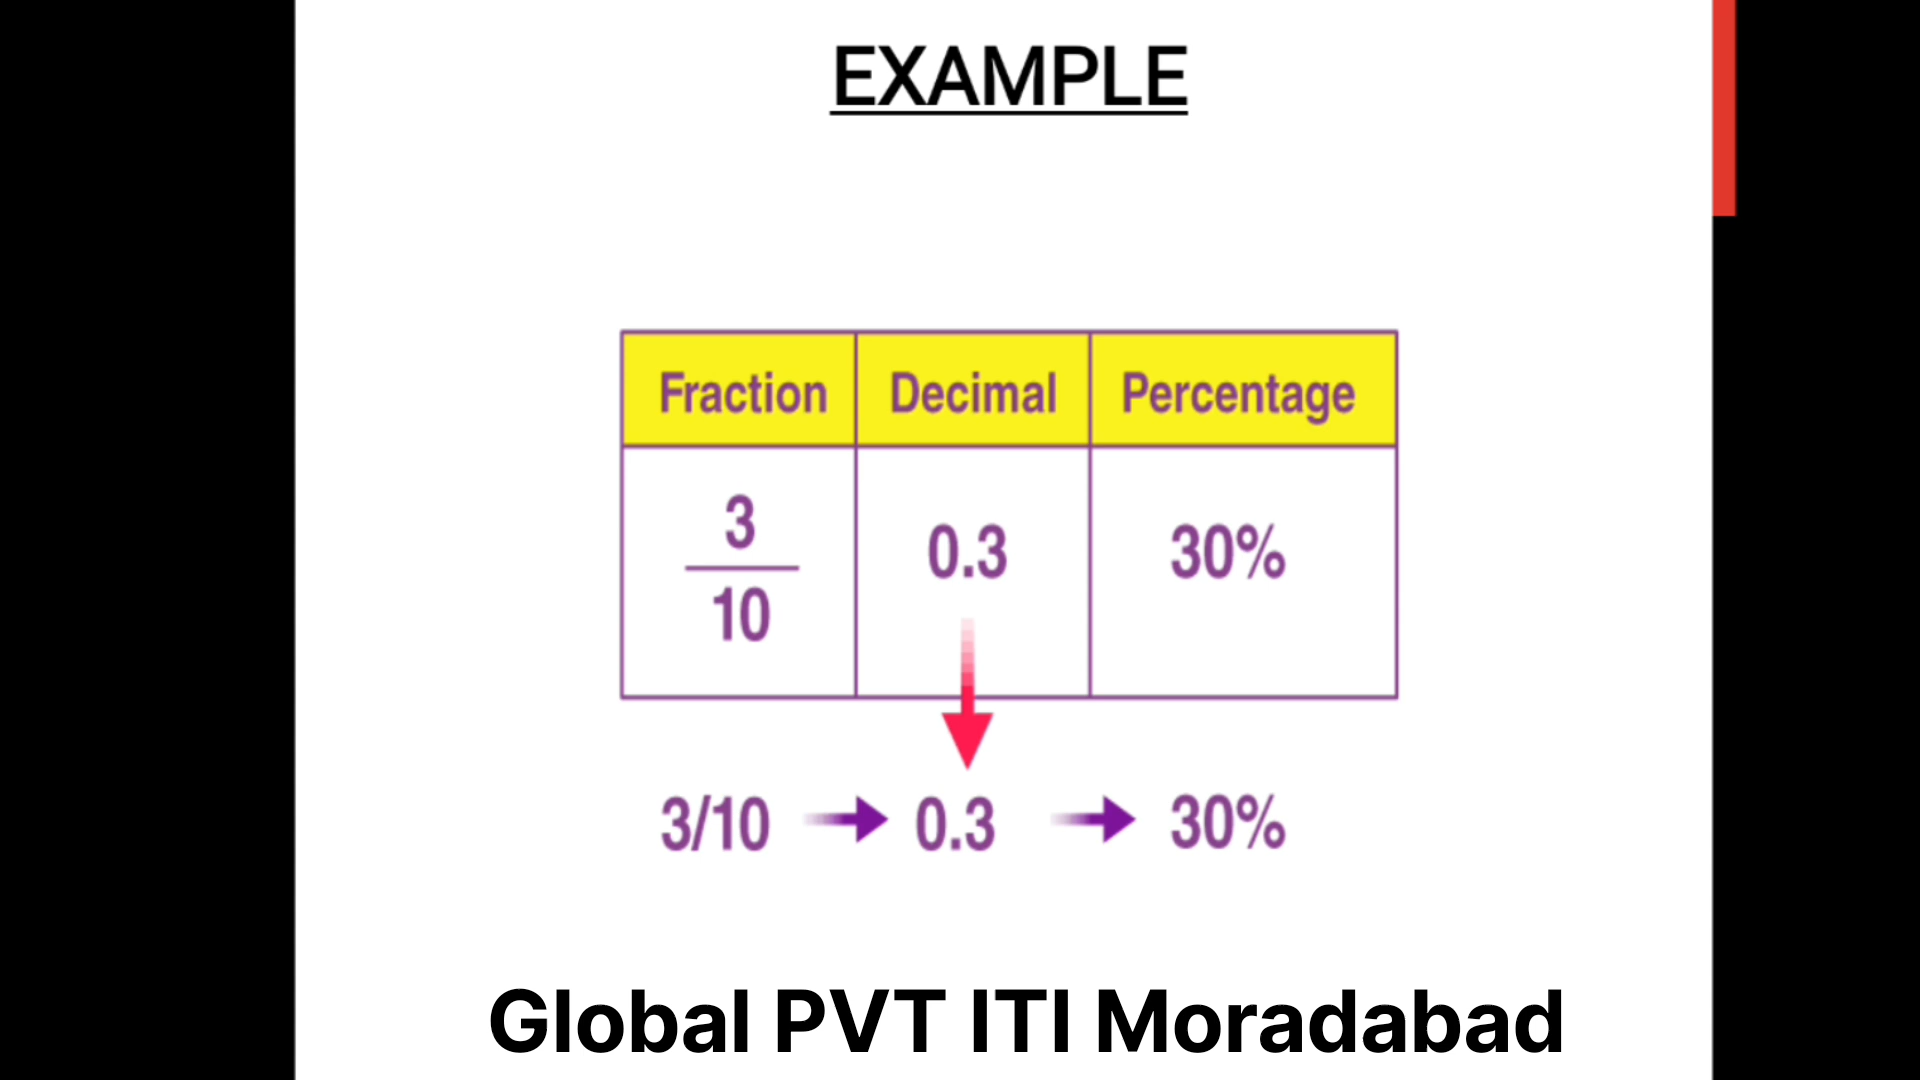 EXAMPLE
Fraction Decimal Percentage
3
10
0.3 30%
3/10 0.3 30%
Global PVT ITI Moradabad